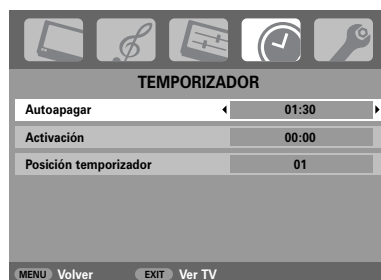 TEMPORIZADOR
Autoapagar 01:30
Activación 00:00
Posición temporizador 01
MENU Volver EXIT Ver TV